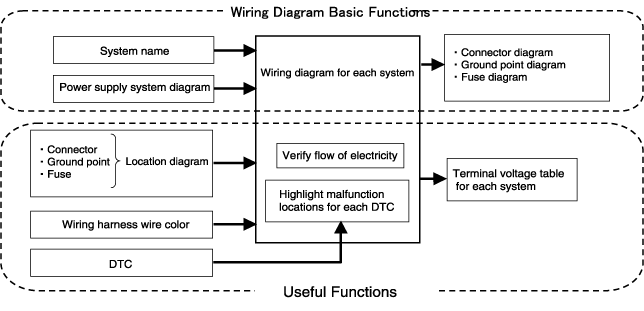 Wiring Diagram Basic Functions
System name
Power supply system diagram
Wiring diagram for each system
・Connector diagram
・Ground point diagram
・Fuse diagram
・Connector
・Ground point
・Fuse
Location diagram
Wiring harness wire color
DTC
Verify flow of electricity
Highlight malfunction
locations for each DTC
Terminal voltage table
for each system
Useful Functions